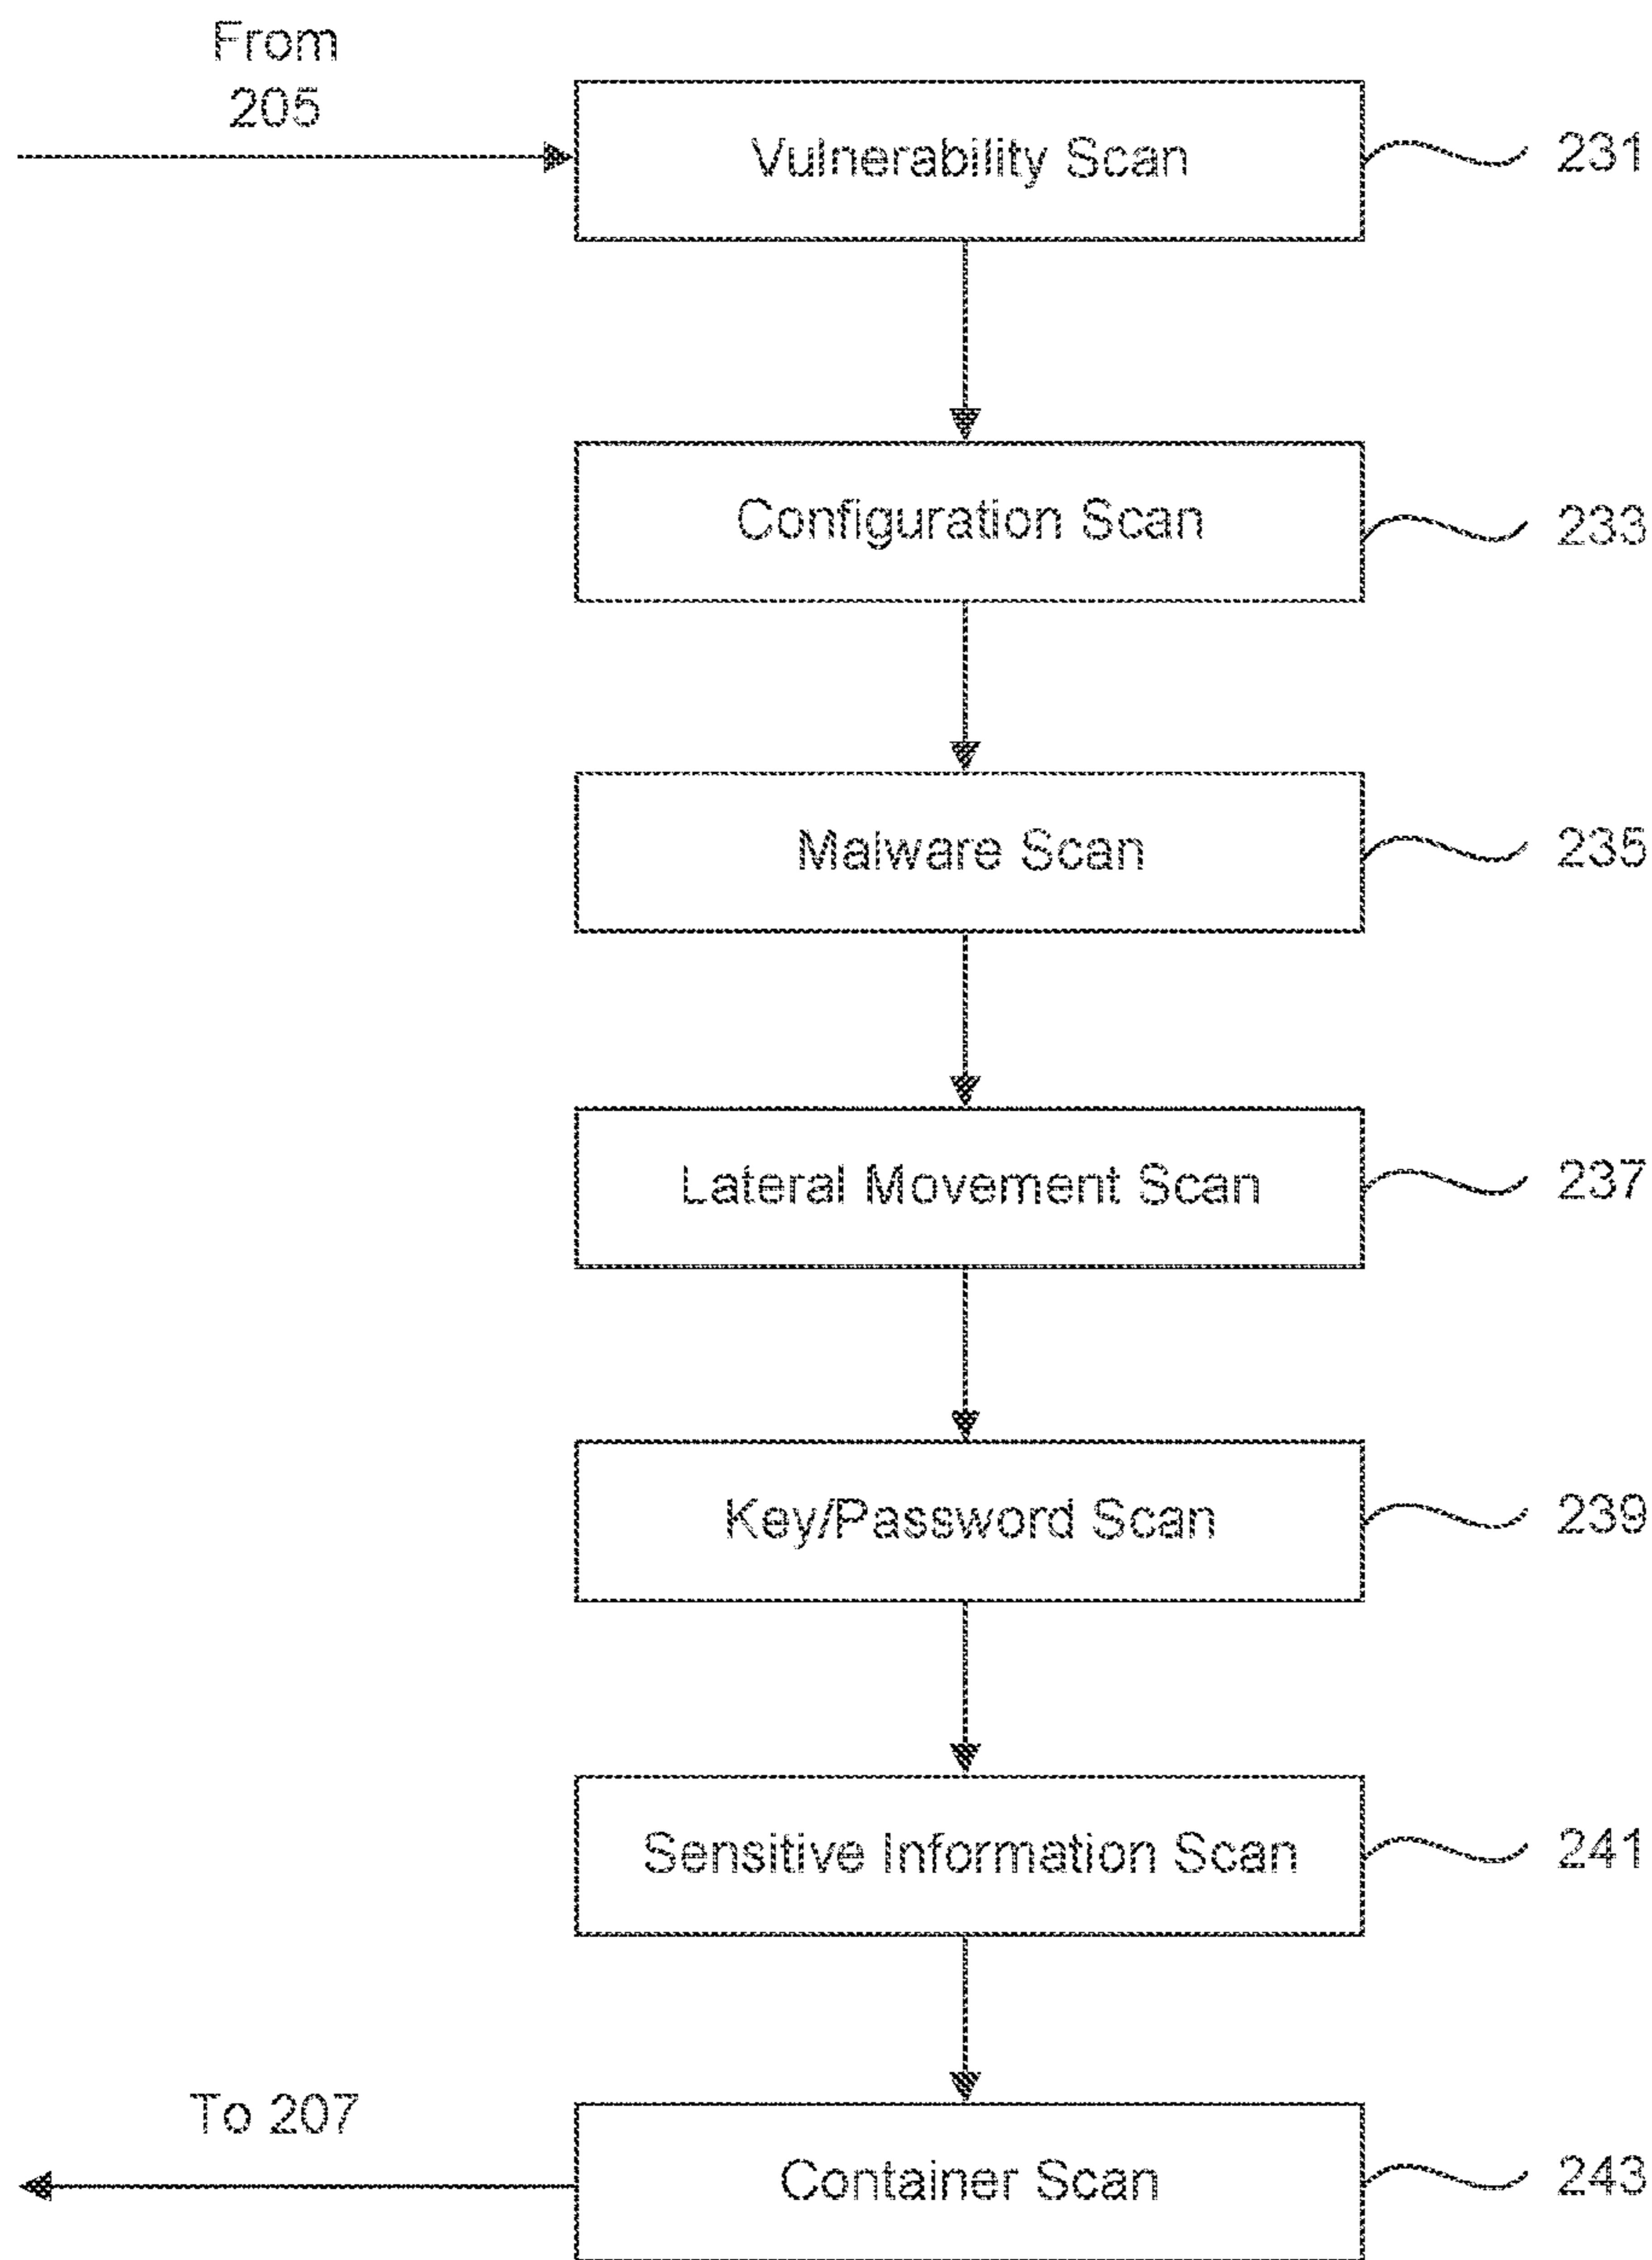 From
205
Vulnerability Scan
231
Configuration Scan
233
Malware Scan
235
Lateral Movement Scan
237
Key/Password Scan
239
Sensitive Information Scan
241
To 207
Container Scan
243